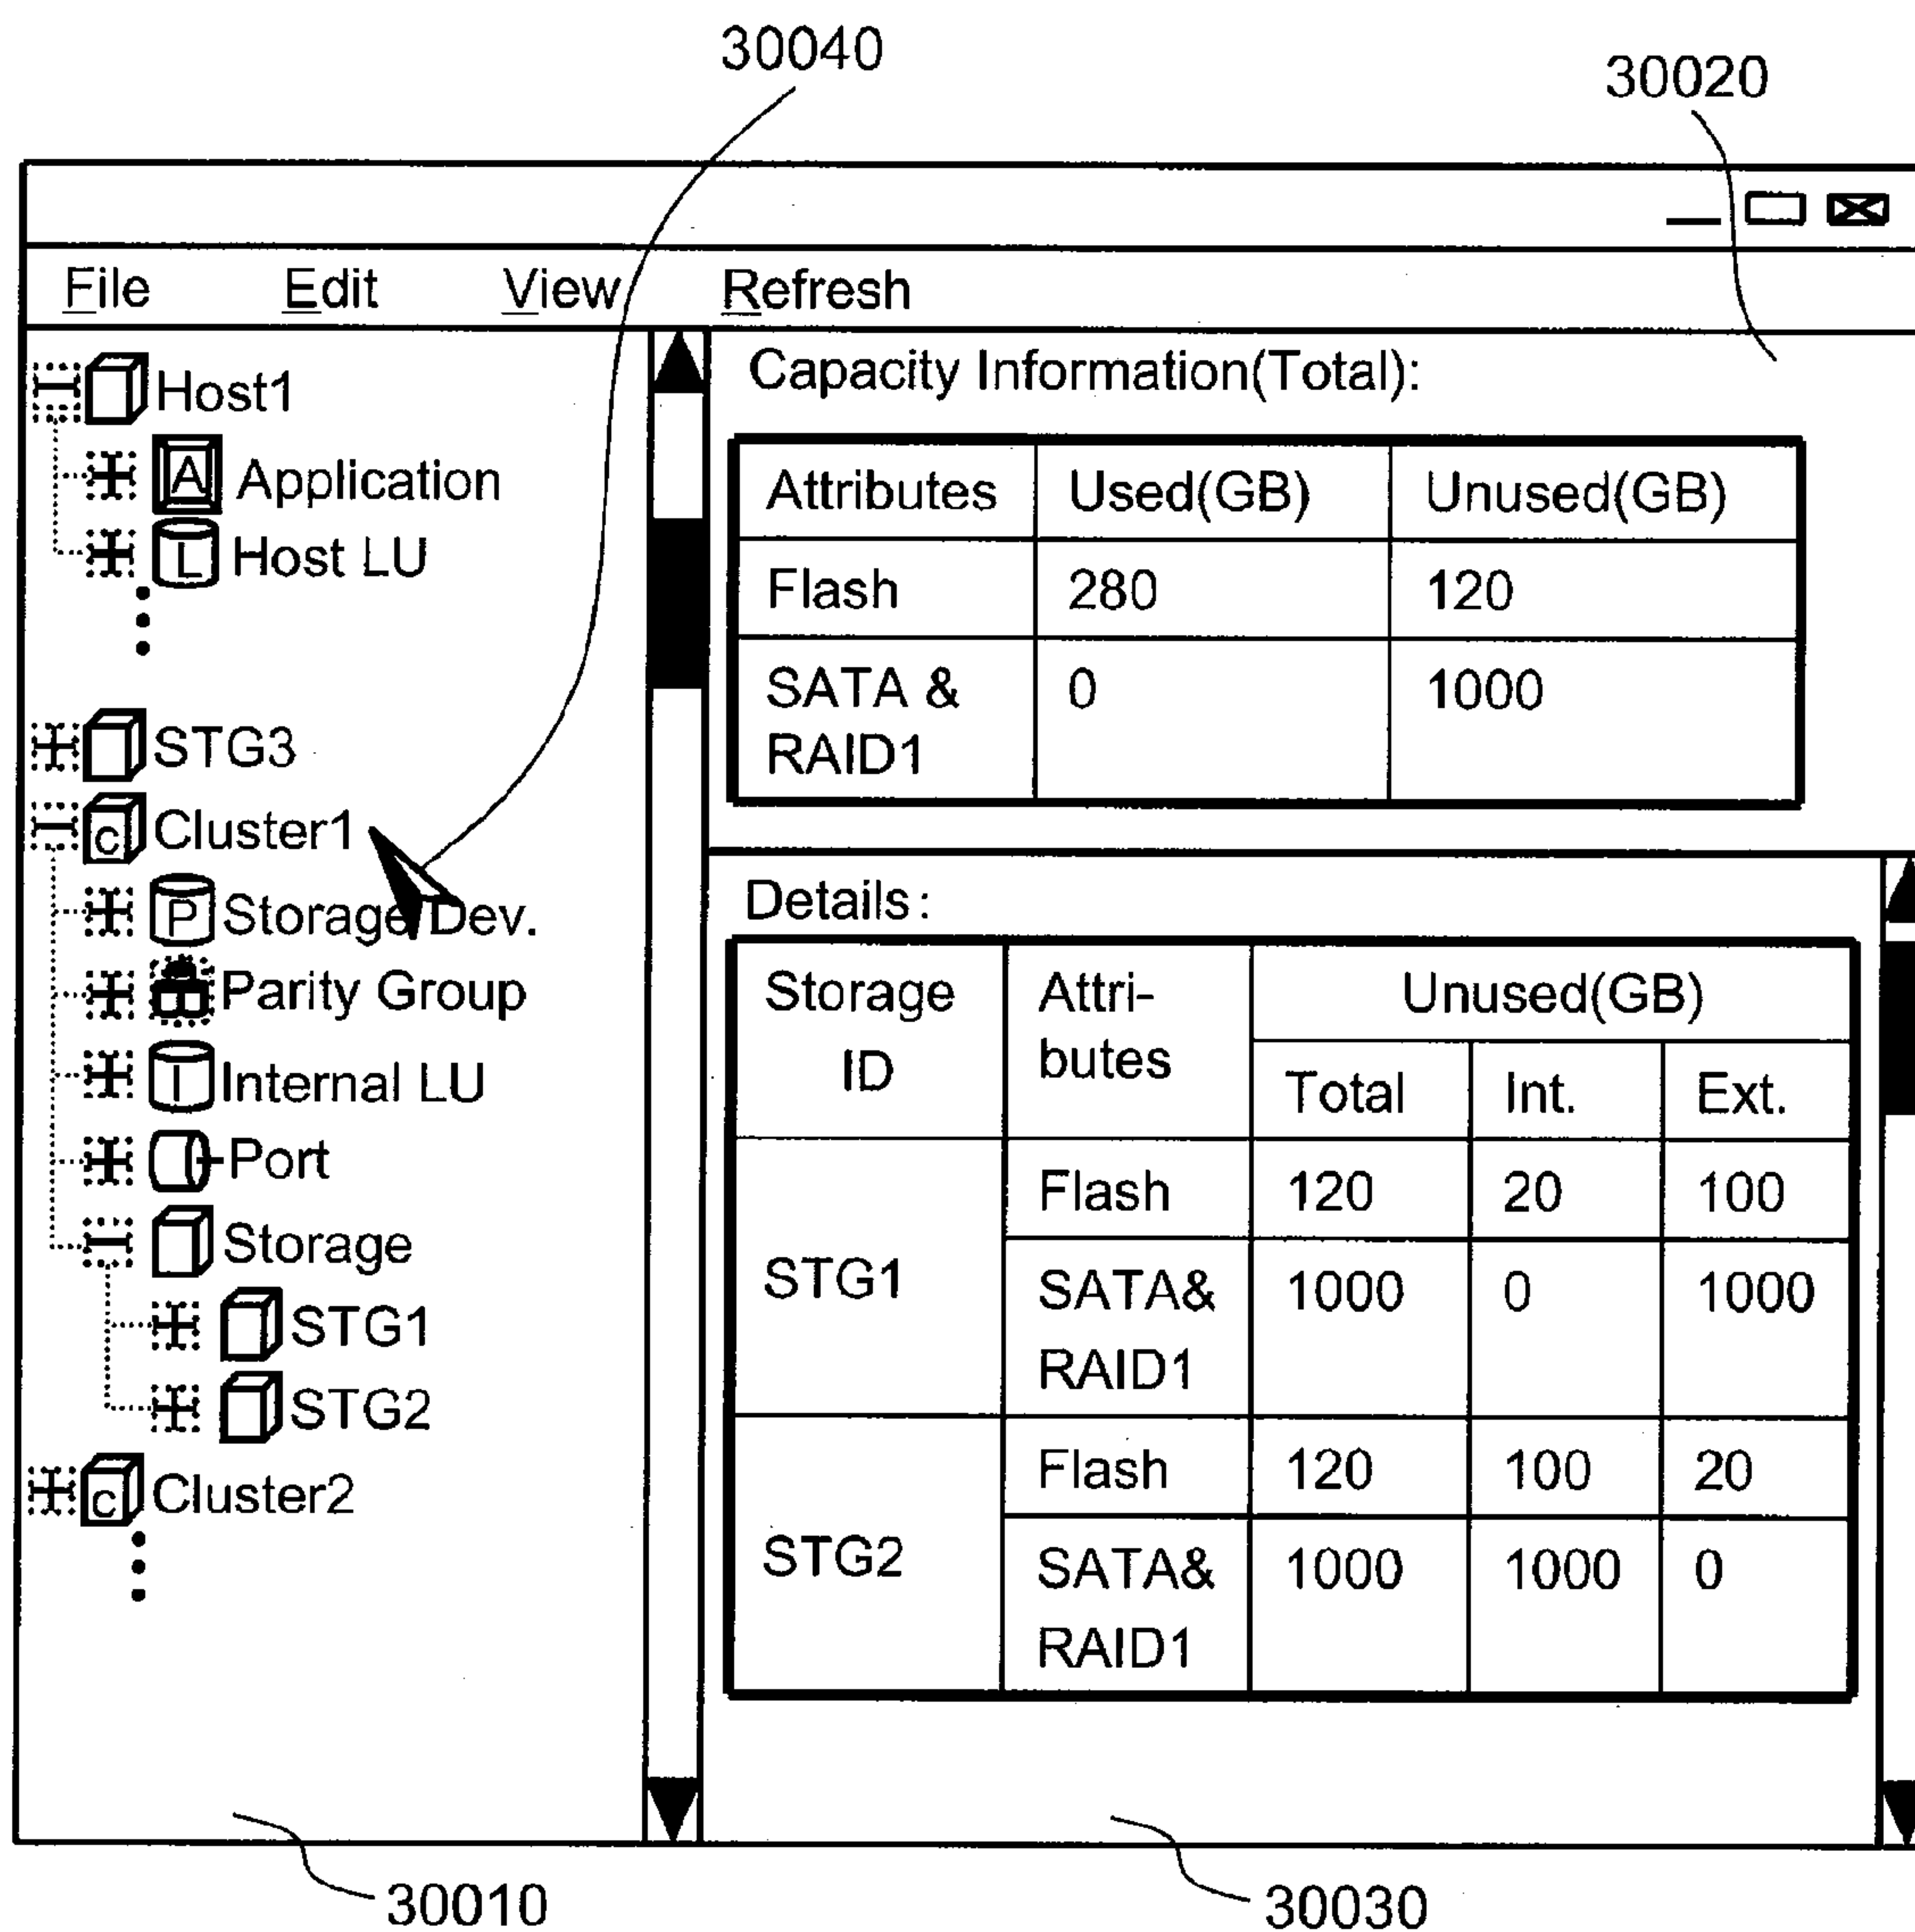 30040
30020
File Edit View Refresh
Host1
A Application
L Host LU
STG3
C Cluster1
P Storage Dev.
Parity Group
I Internal LU
Port
Storage
STG1
STG2
C Cluster2
Capacity Information(Total):
Attributes Used(GB) Unused(GB)
Flash 280 120
SATA & 0 1000
RAID1
Details:
Storage Attri- Unused(GB)
ID butes Total Int. Ext.
Flash 120 20 100
STG1 SATA& 1000 0 1000
RAID1
Flash 120 100 20
STG2 SATA& 1000 1000 0
RAID1
30010
30030